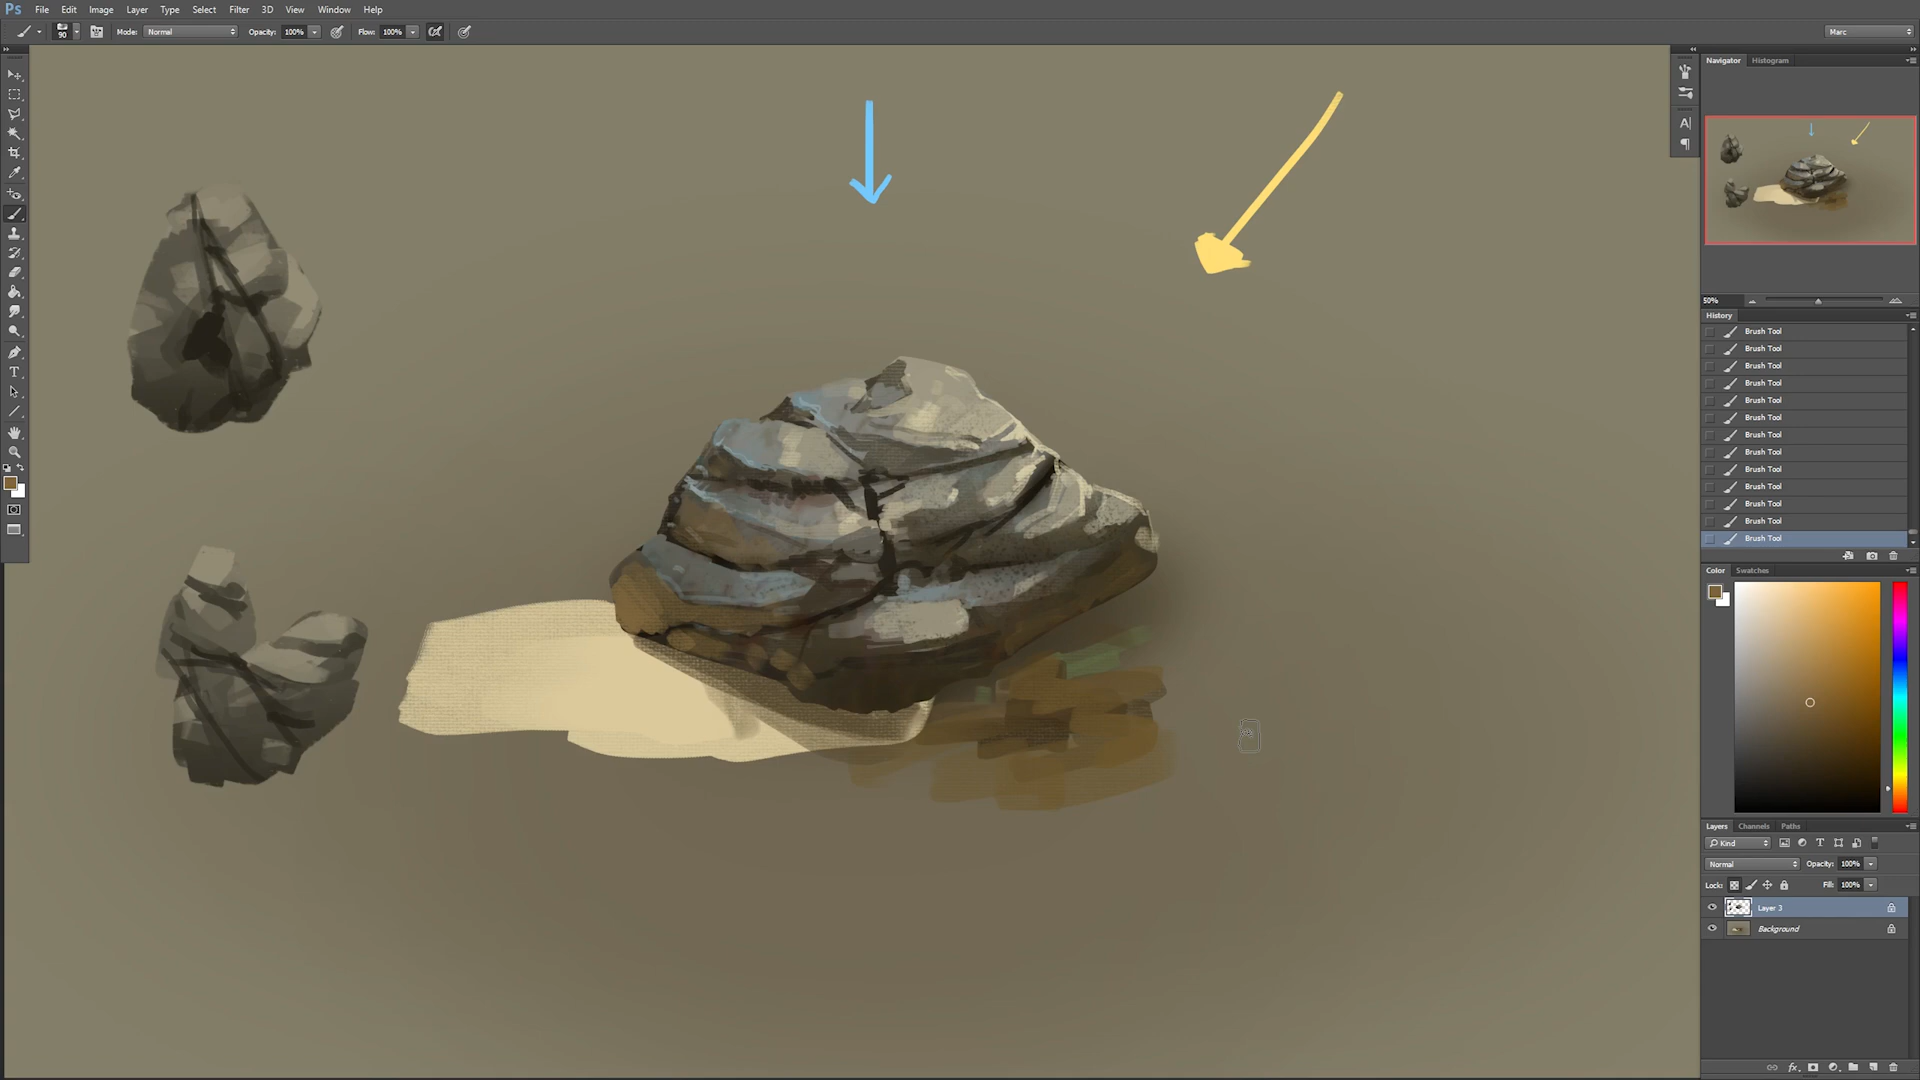 Ps File Edit Image Layer Type Select Filter 3D View Window Help
90 Mode: Normal Opacity: 100% Flow: 100% Marc
Navigator Histogram
50%
History
Brush Tool
Brush Tool
Brush Tool
Brush Tool
Brush Tool
Brush Tool
Brush Tool
Brush Tool
Brush Tool
Brush Tool
Brush Tool
Brush Tool
Brush Tool
Color Swatches
Layers Channels Paths
Kind
Normal Opacity: 100%
Lock: Fill: 100%
Layer 3
Background